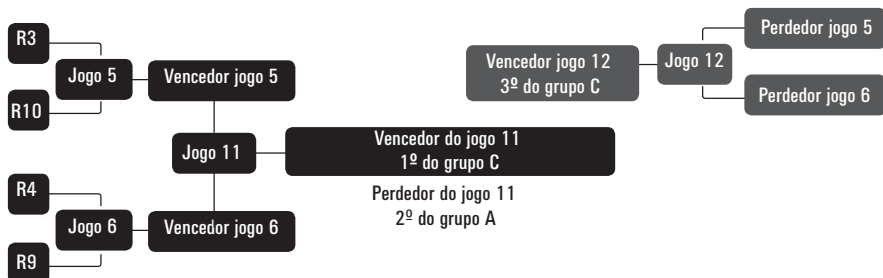 R3
Jogo 5
Vencedor jogo 5
R10
Jogo 11
Vencedor do jogo 11
1º do grupo C
Perdedor do jogo 11
2º do grupo A
R4
Jogo 6
Vencedor jogo 6
R9
Vencedor jogo 12
3º do grupo C
Jogo 12
Perdedor jogo 5
Perdedor jogo 6